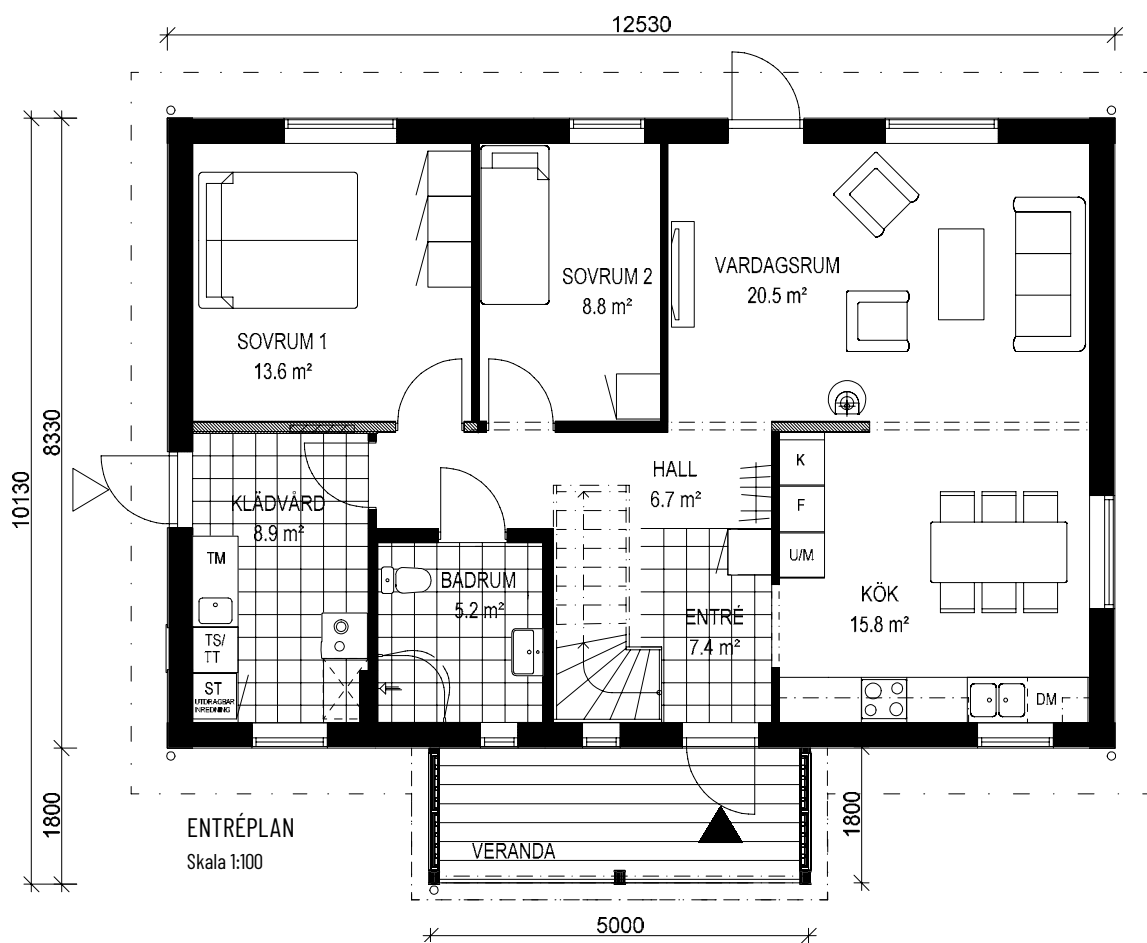 12530
SOVRUM 2
8.8 m²
VARDAGSRUM
20.5 m²
SOVRUM 1
13.6 m²
8330
10130
K
HALL
6.7 m²
F
KLÄDVÅRD
8.9 m²
U/M
TM
BADRUM
5.2 m²
ENTRÉ
7.4 m²
KÖK
15.8 m²
TS/
TT
ST
UTDRAGBAR
INREDNING
DM
1800
1800
ENTRÉPLAN
Skala 1:100
VERANDA
5000